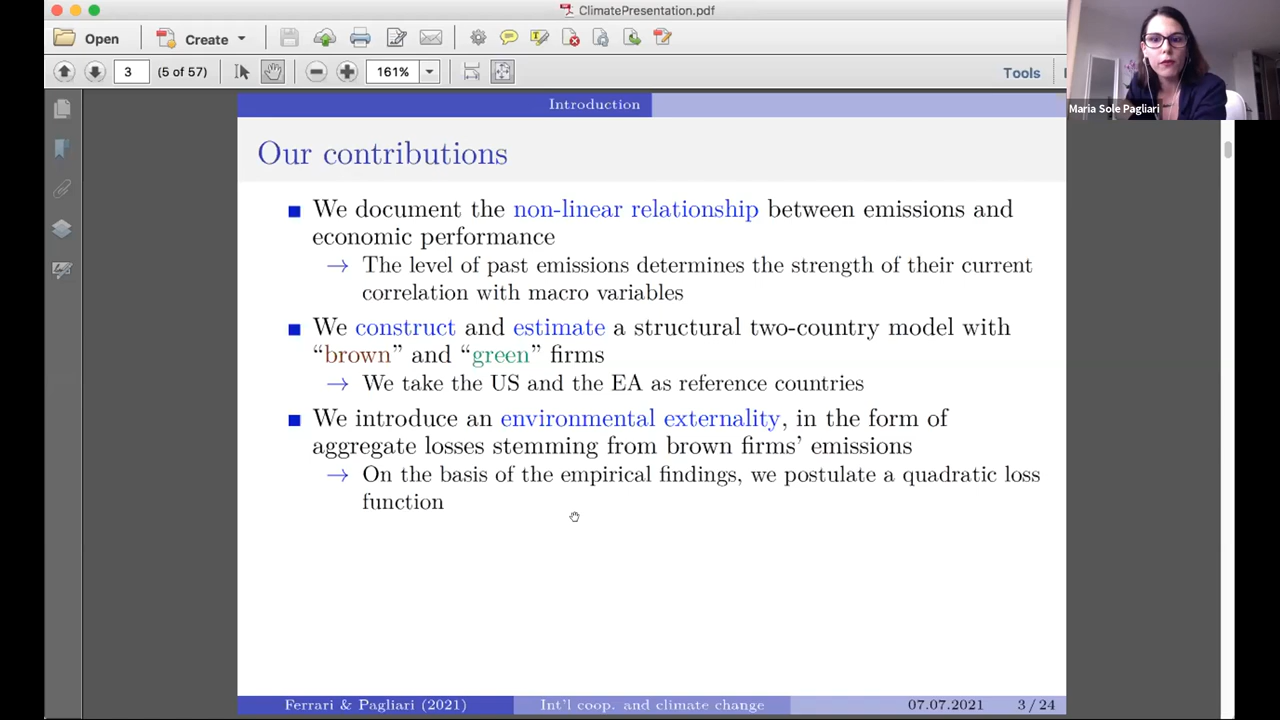 ClimatePresentation.pdf
Open
Create
3
(5 of 57)
161%
Tools
Maria Sole Pagliari
Introduction
Our contributions
We document the non-linear relationship between emissions and
economic performance
→ The level of past emissions determines the strength of their current
correlation with macro variables
We construct and estimate a structural two-country model with
“brown” and “green” firms
→ We take the US and the EA as reference countries
We introduce an environmental externality, in the form of
aggregate losses stemming from brown firms’ emissions
→ On the basis of the empirical findings, we postulate a quadratic loss
function
Ferrari & Pagliari (2021)
Int'l coop. and climate change
07.07.2021
3 / 24